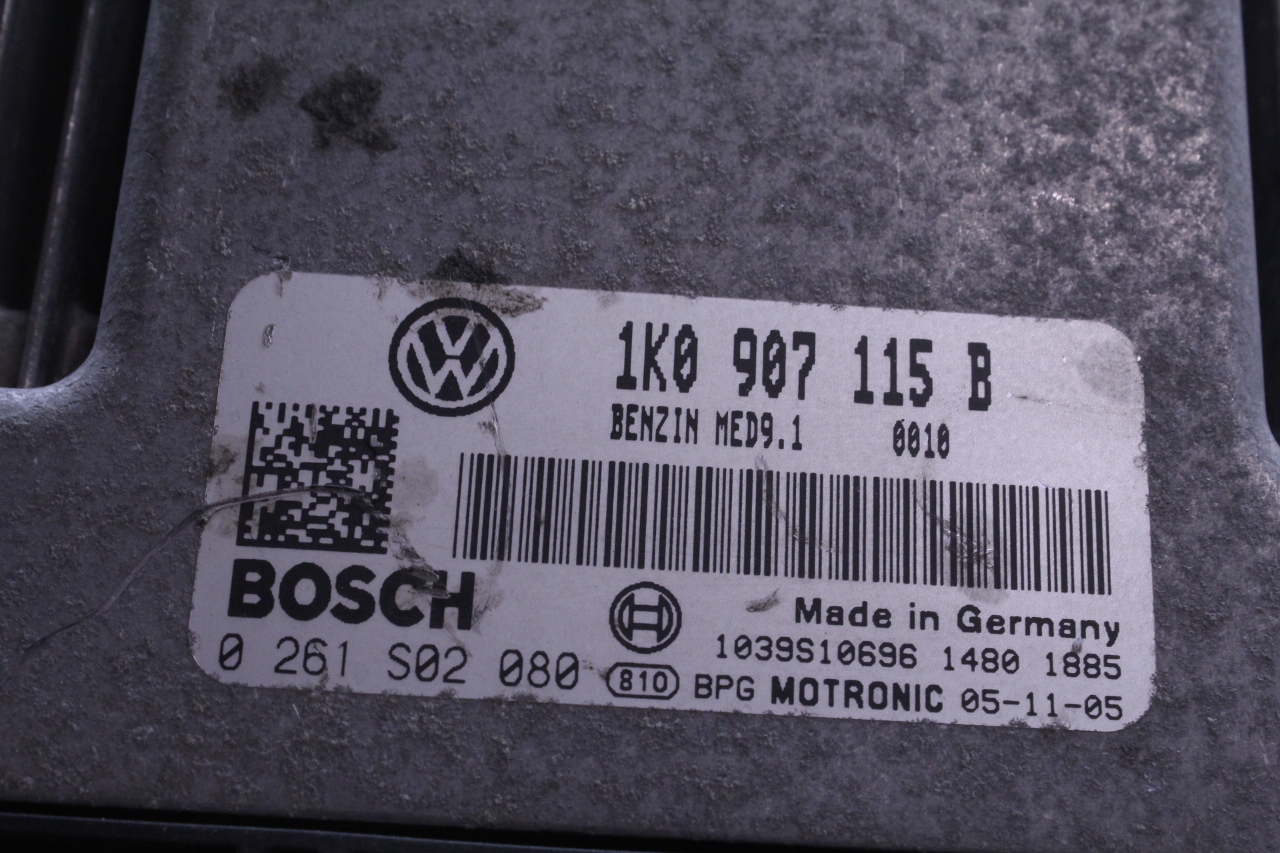 1K0 907 115 B
BENZIN MED9.1 0010
BOSCH
Made in Germany
1039S10696 1480 1885
0 261 S02 080
810 BPG MOTRONIC 05-11-05